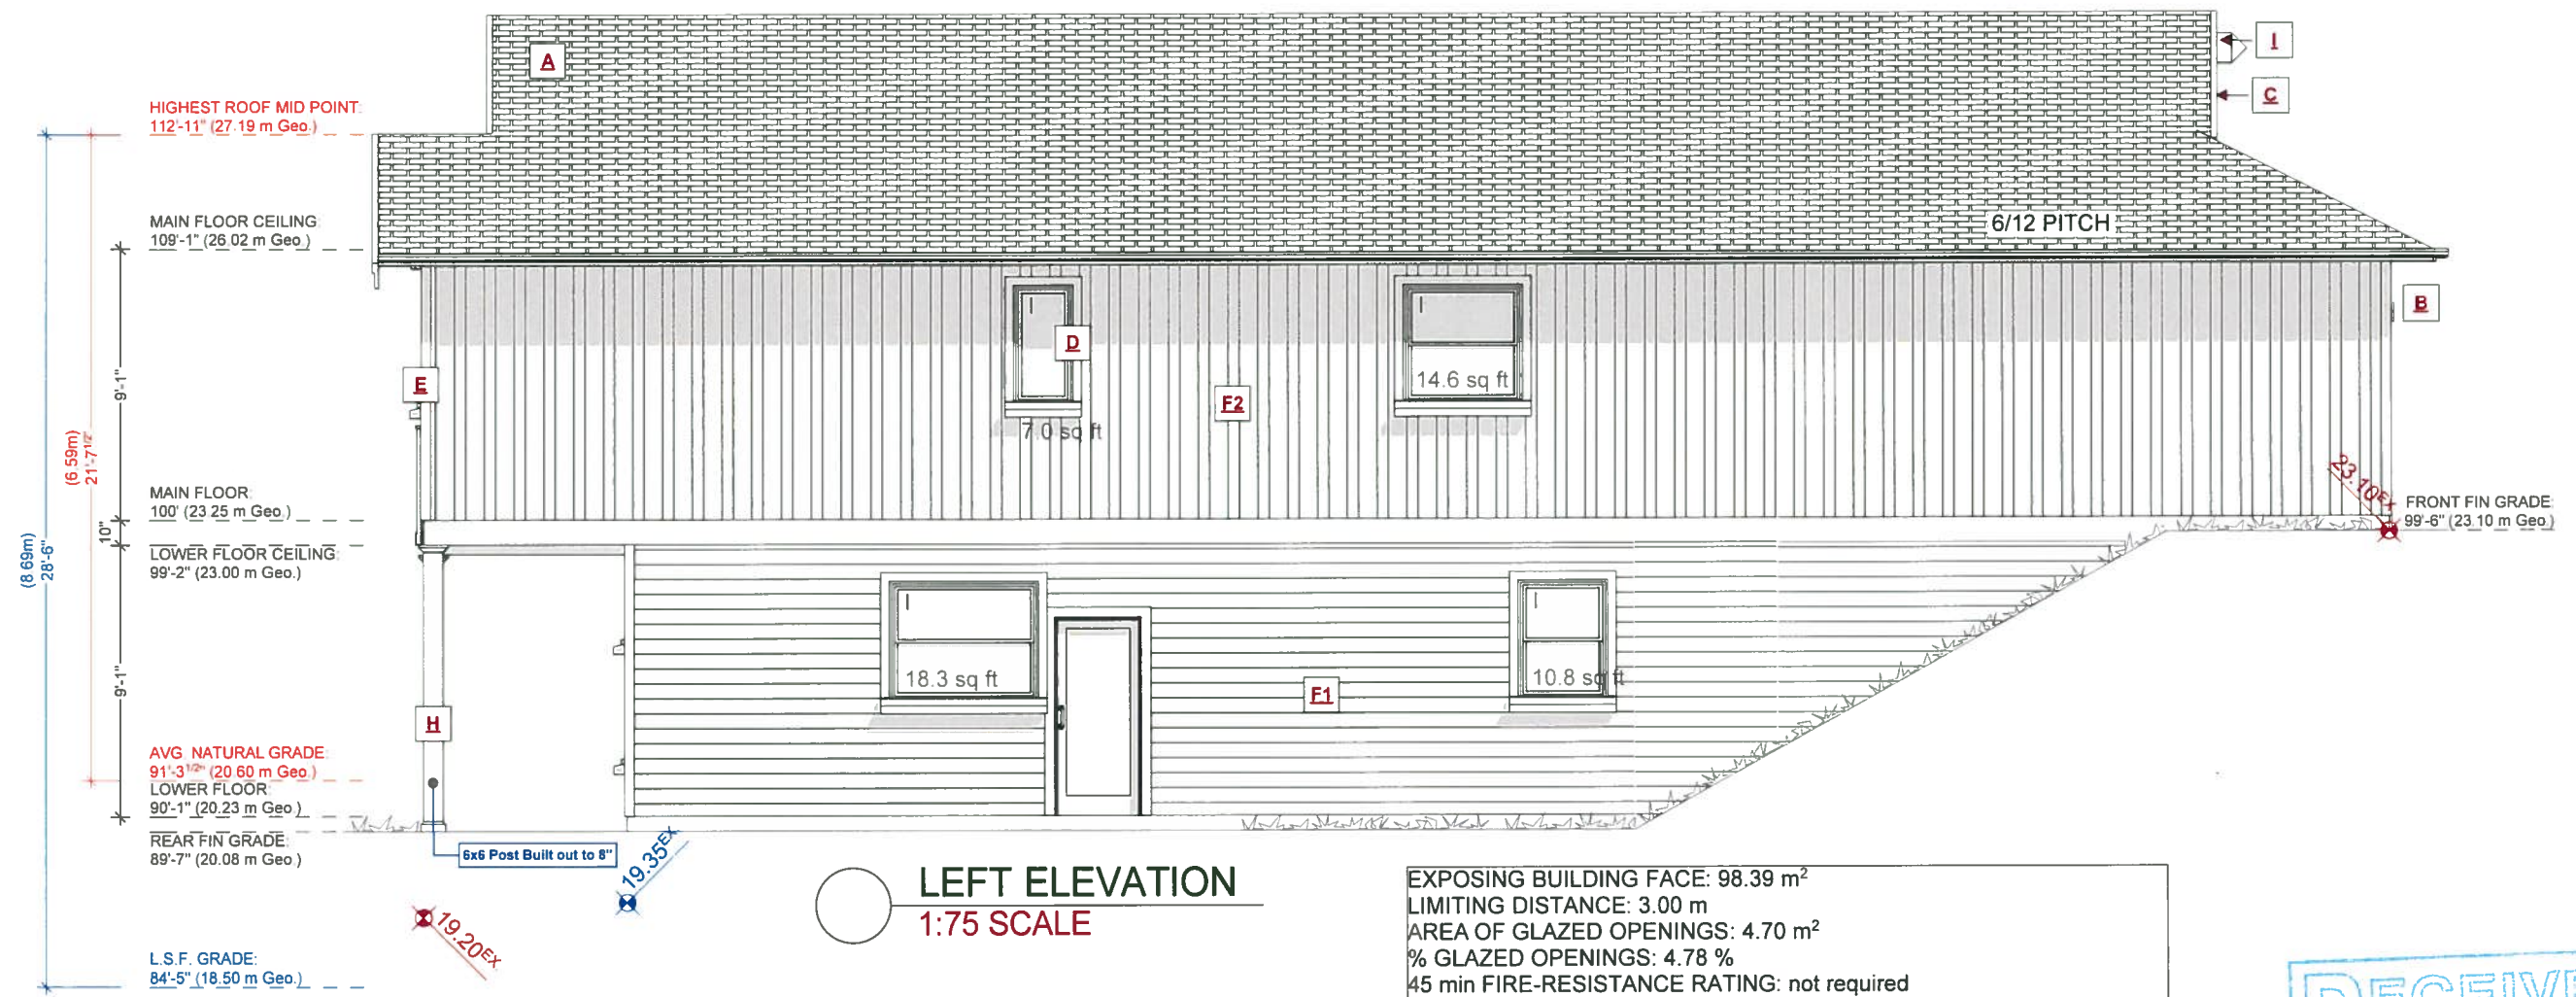 A
I
C
HIGHEST ROOF MID POINT:
112'-11" (27.19 m Geo.)
MAIN FLOOR CEILING:
109'-1" (26.02 m Geo.)
6/12 PITCH
B
D
E
F2
14.6 sq ft
7.0 sq ft
9'-1"
(6.59m)
21'-7 1/2"
(8.69m)
28'-6"
MAIN FLOOR:
100' (23.25 m Geo.)
10"
LOWER FLOOR CEILING:
99'-2" (23.00 m Geo.)
23.10EX.
FRONT FIN GRADE:
99'-6" (23.10 m Geo.)
9'-1"
18.3 sq ft
10.8 sq ft
F1
H
AVG. NATURAL GRADE:
91'-3 1/2" (20.60 m Geo.)
LOWER FLOOR:
90'-1" (20.23 m Geo.)
REAR FIN GRADE:
89'-7" (20.08 m Geo.)
6x6 Post Built out to 8"
19.35EX.
19.20EX.
L.S.F. GRADE:
84'-5" (18.50 m Geo.)
LEFT ELEVATION
1:75 SCALE
EXPOSING BUILDING FACE: 98.39 m²
LIMITING DISTANCE: 3.00 m
AREA OF GLAZED OPENINGS: 4.70 m²
% GLAZED OPENINGS: 4.78 %
45 min FIRE-RESISTANCE RATING: not required